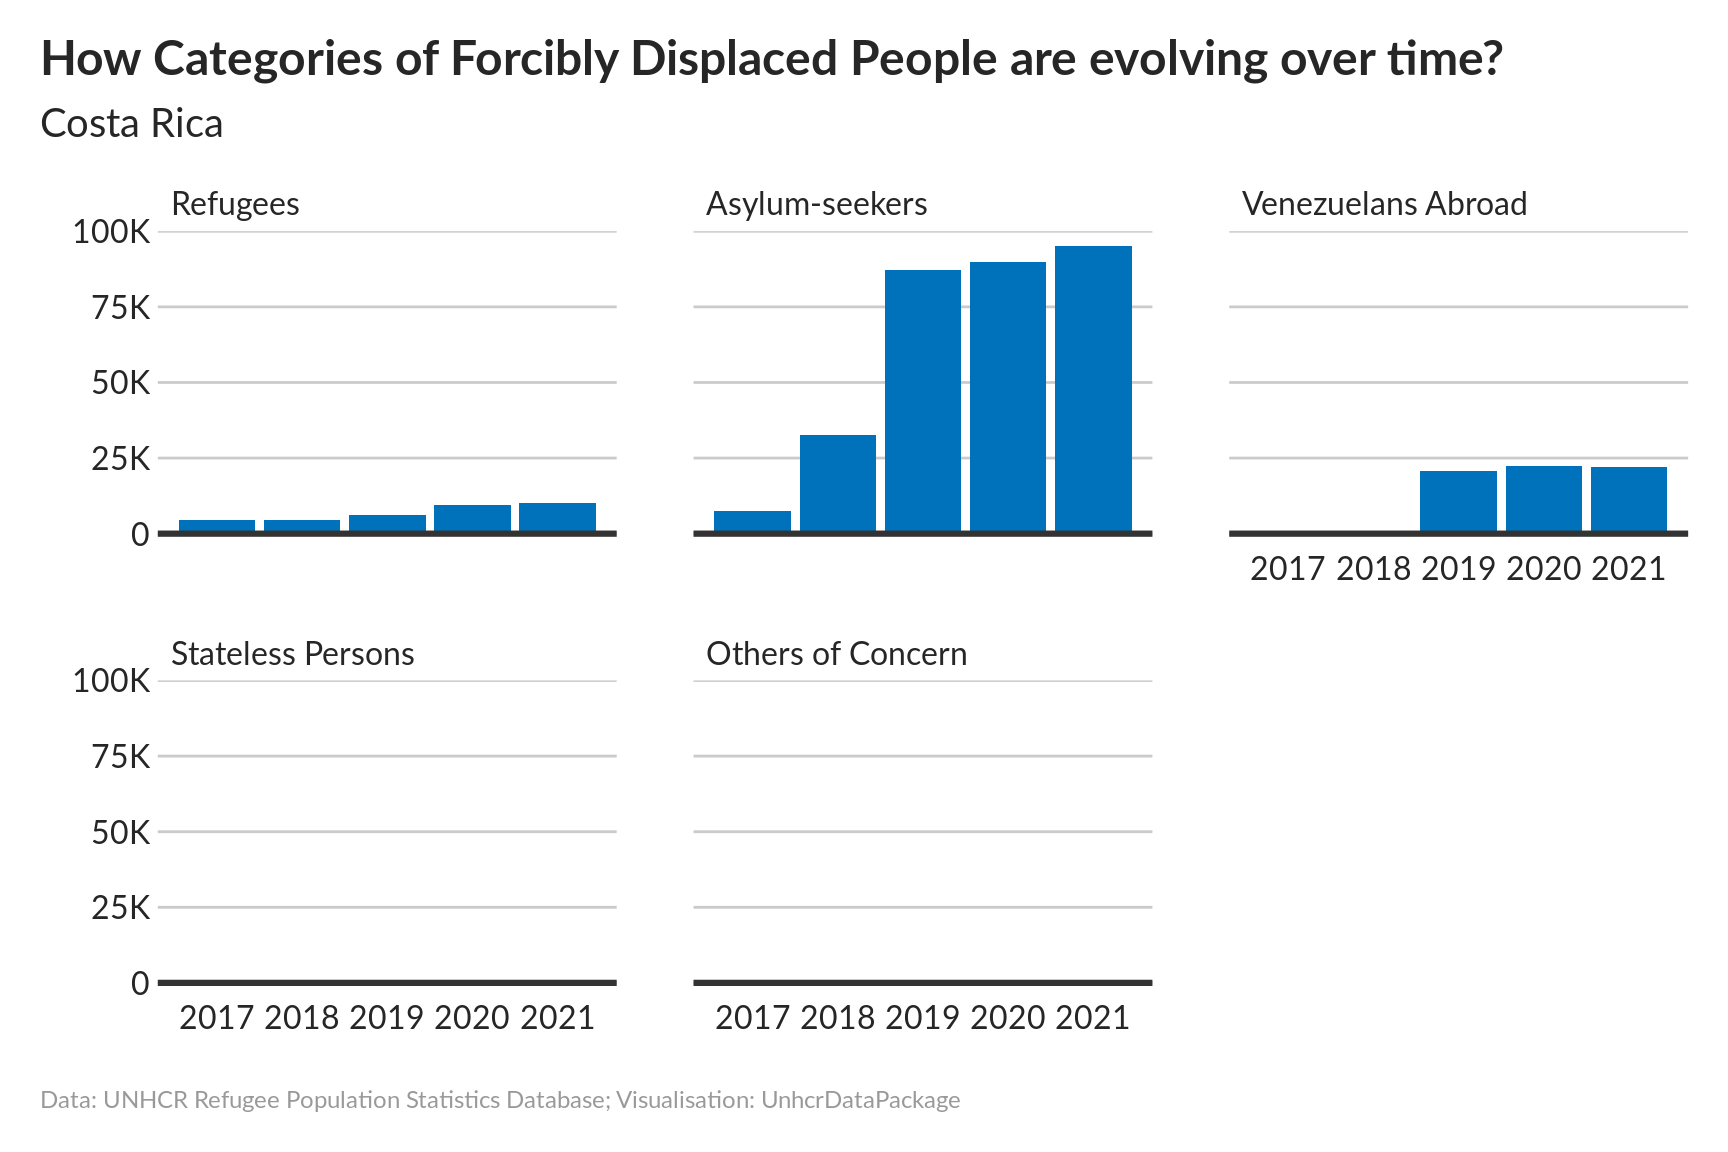 How Categories of Forcibly Displaced People are evolving over time?
Costa Rica
Refugees
Asylum-seekers
Venezuelans Abroad
100K
75K
50K
25K
0
2017 2018 2019 2020 2021
Stateless Persons
Others of Concern
100K
75K
50K
25K
0
2017 2018 2019 2020 2021
2017 2018 2019 2020 2021
Data: UNHCR Refugee Population Statistics Database; Visualisation: UnhcrDataPackage